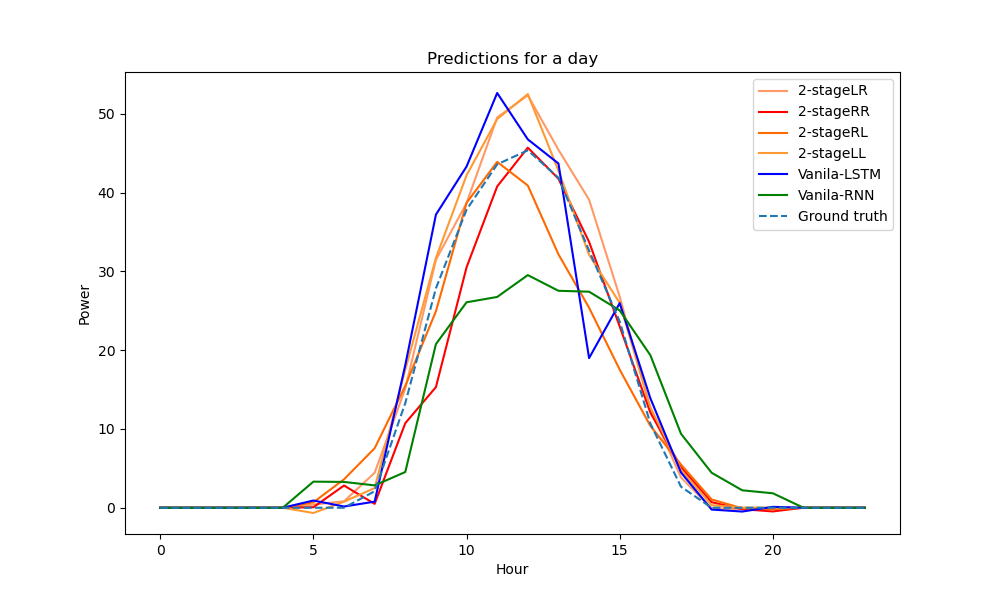 Predictions for a day
2-stageLR
2-stageRR
2-stageRL
2-stageLL
Vanila-LSTM
Vanila-RNN
Ground truth
Power
50
40
30
20
10
0
0 5 10 15 20
Hour